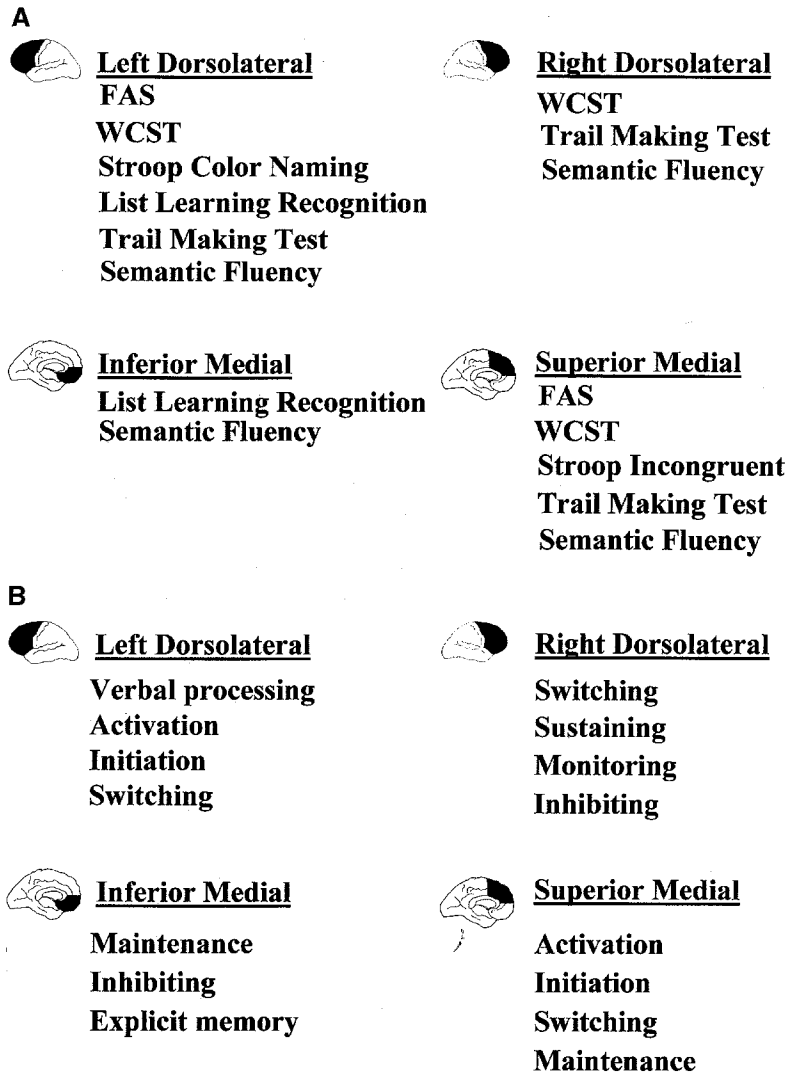 A
Left Dorsolateral
FAS
WCST
Stroop Color Naming
List Learning Recognition
Trail Making Test
Semantic Fluency
Right Dorsolateral
WCST
Trail Making Test
Semantic Fluency
Inferior Medial
List Learning Recognition
Semantic Fluency
Superior Medial
FAS
WCST
Stroop Incongruent
Trail Making Test
Semantic Fluency
B
Left Dorsolateral
Verbal processing
Activation
Initiation
Switching
Right Dorsolateral
Switching
Sustaining
Monitoring
Inhibiting
Inferior Medial
Maintenance
Inhibiting
Explicit memory
Superior Medial
Activation
Initiation
Switching
Maintenance